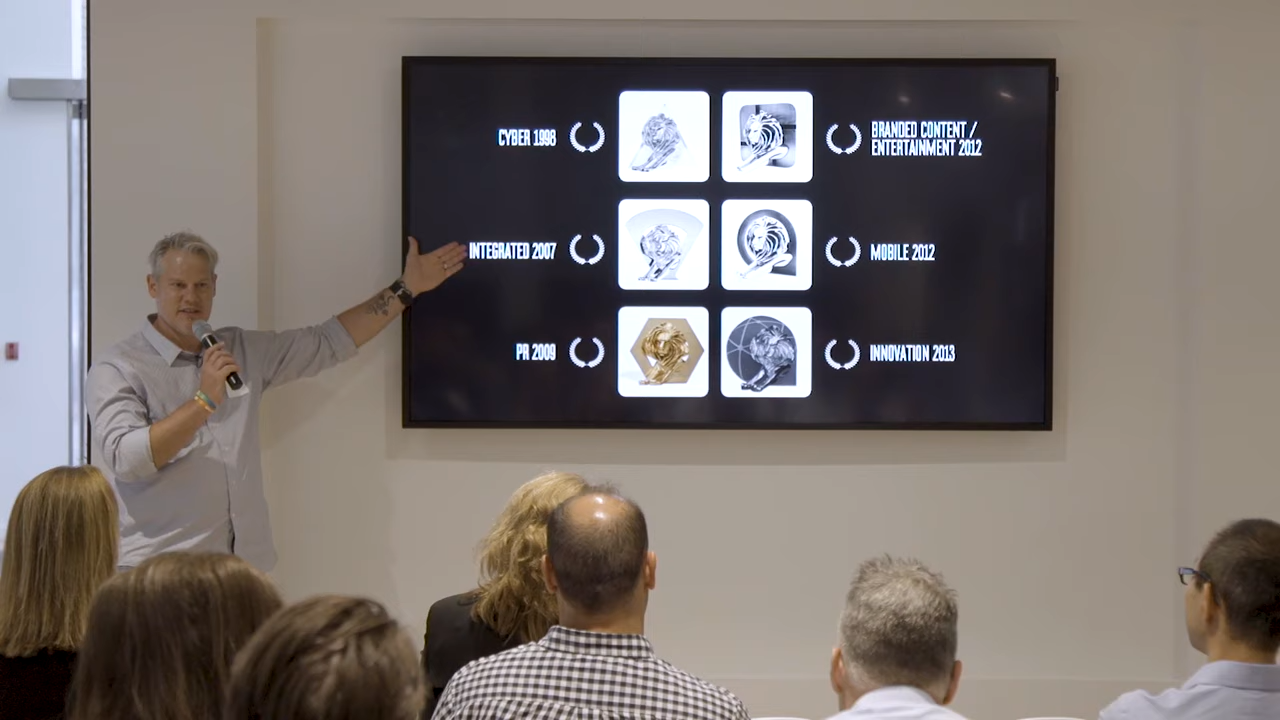 CYBER 1998
BRANDED CONTENT /
ENTERTAINMENT 2012
INTEGRATED 2007
MOBILE 2012
PR 2009
INNOVATION 2013